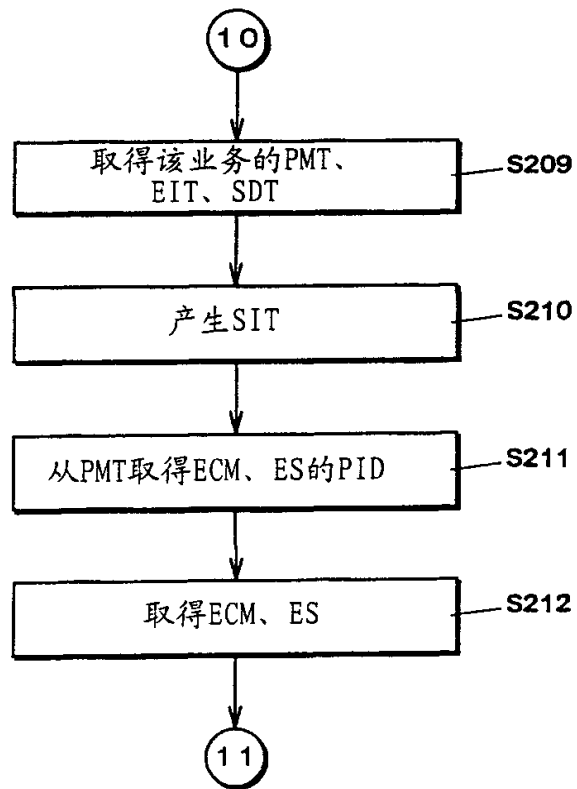 10
取得该业务的PMT、
EIT、SDT
S209
产生SIT
S210
从PMT取得ECM、ES的PID
S211
取得ECM、ES
S212
11